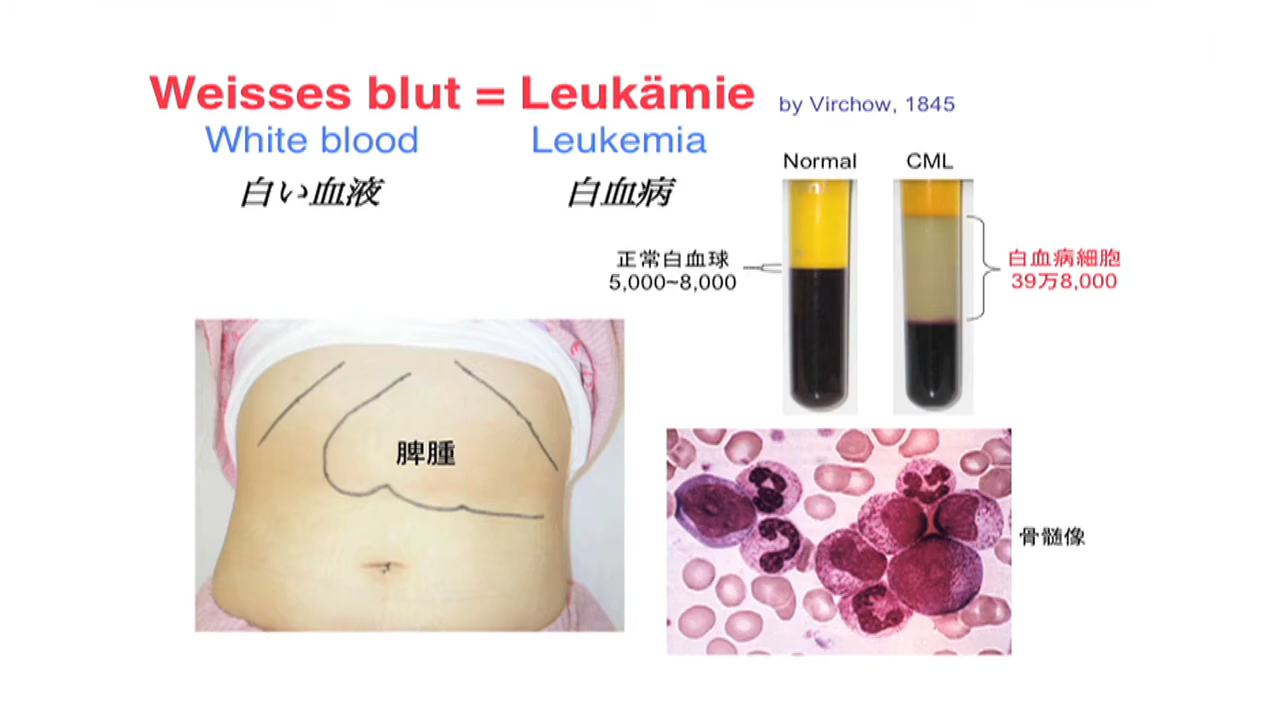 Weisses blut = Leukämie by Virchow, 1845
White blood Leukemia
白い血液 白血病
Normal CML
正常白血球
5,000~8,000
白血病細胞
39万8,000
脾腫
骨髄像